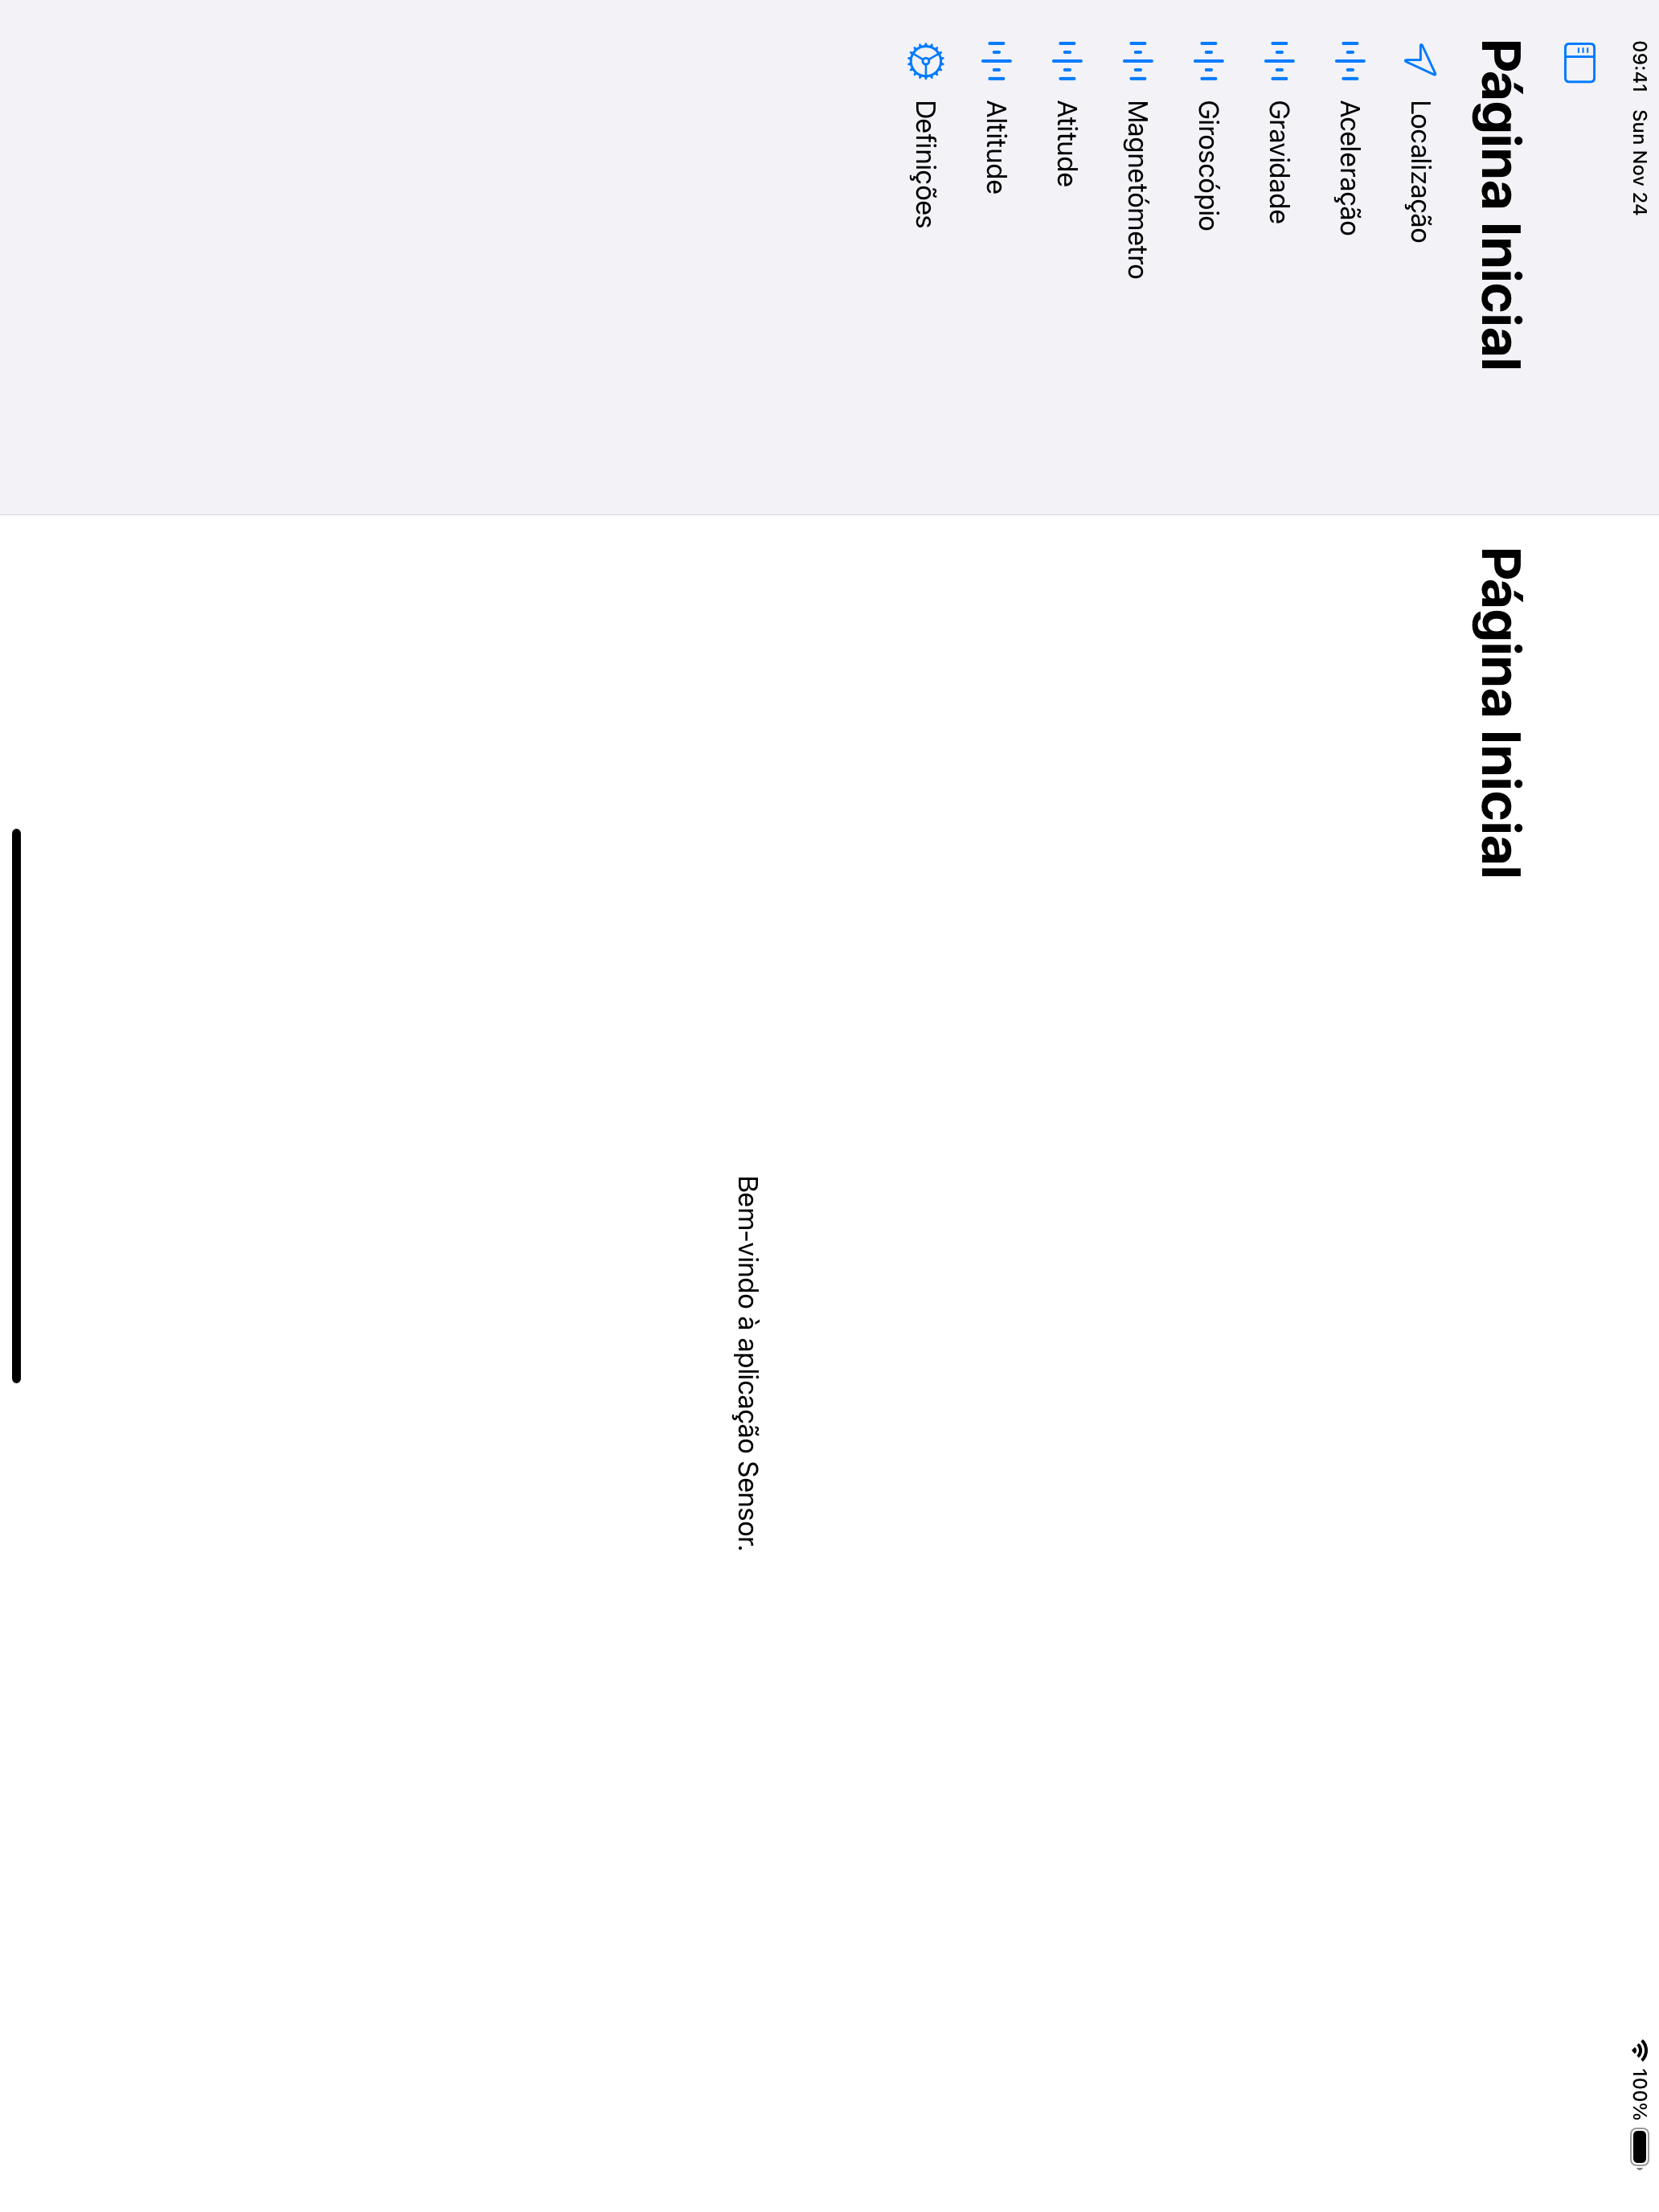 09:41 Sun Nov 24
100%
Página Inicial
Localização
Aceleração
Gravidade
Giroscópio
Magnetómetro
Atitude
Altitude
Definições
Página Inicial
Bem-vindo à aplicação Sensor.